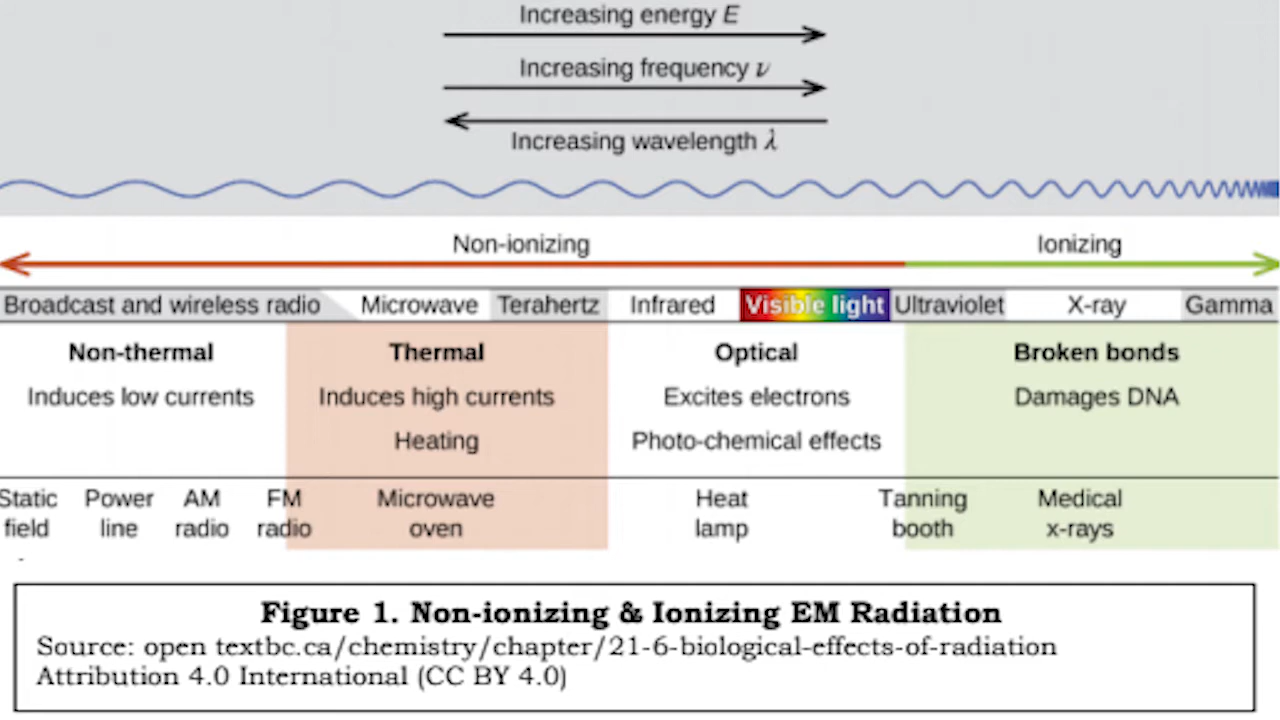 Increasing energy E
Increasing frequency ν
Increasing wavelength λ
Non-ionizing Ionizing
Broadcast and wireless radio Microwave Terahertz Infrared Visible light Ultraviolet X-ray Gamma
Non-thermal Thermal Optical Broken bonds
Induces low currents Induces high currents Excites electrons Damages DNA
Heating Photo-chemical effects
Static Power AM FM Microwave Heat Tanning Medical
field line radio radio oven lamp booth x-rays
Figure 1. Non-ionizing & Ionizing EM Radiation
Source: open textbc.ca/chemistry/chapter/21-6-biological-effects-of-radiation
Attribution 4.0 International (CC BY 4.0)